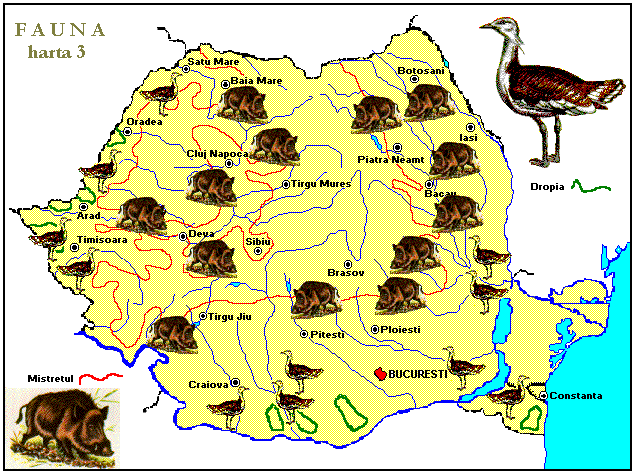 FAUNA
harta 3
Satu Mare
Baia Mare
Botosani
Oradea
Iasi
Cluj Napoca
Piatra Neamt
Tirgu Mures
Bacau
Dropia
Arad
Deva
Sibiu
Timisoara
Brasov
Tirgu Jiu
Pitesti
Ploiesti
Mistretul
Craiova
BUCURESTI
Constanta